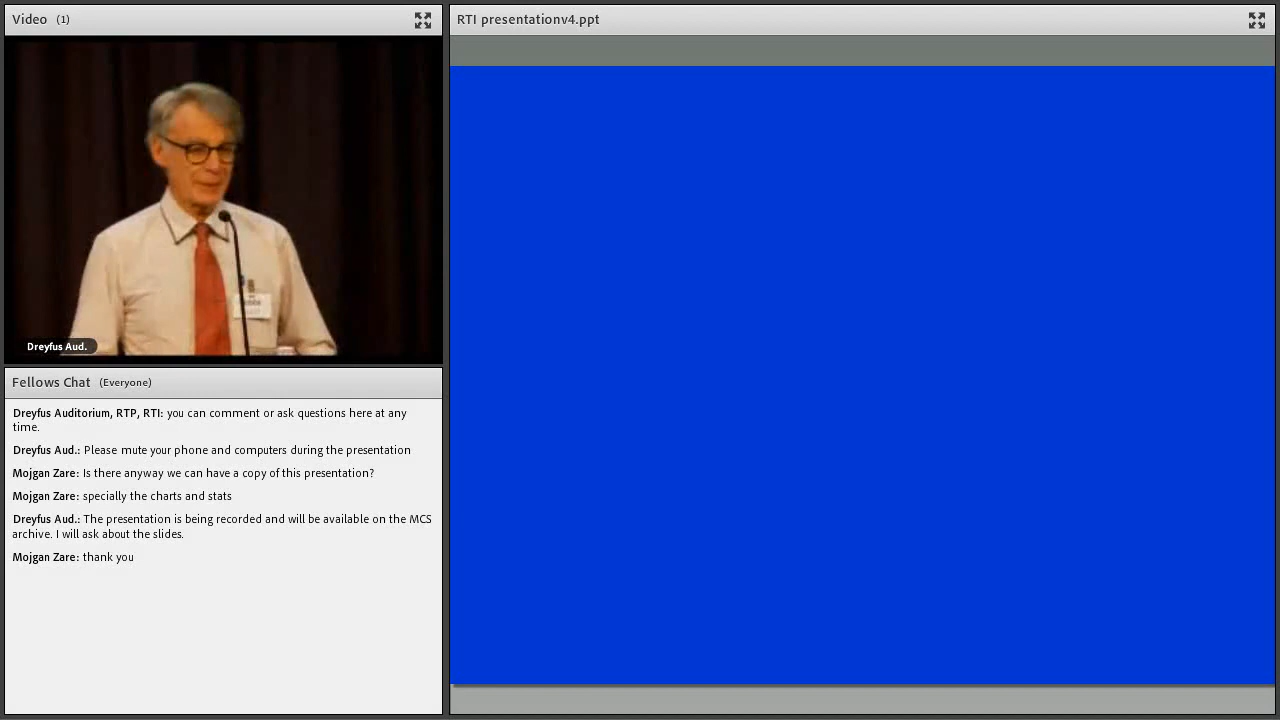 Video (1)
RTI presentationv4.ppt
Dreyfus Aud.
Fellows Chat (Everyone)
Dreyfus Auditorium, RTP, RTI: you can comment or ask questions here at any
time.
Dreyfus Aud.: Please mute your phone and computers during the presentation
Mojgan Zare: Is there anyway we can have a copy of this presentation?
Mojgan Zare: specially the charts and stats
Dreyfus Aud.: The presentation is being recorded and will be available on the MCS
archive. I will ask about the slides.
Mojgan Zare: thank you